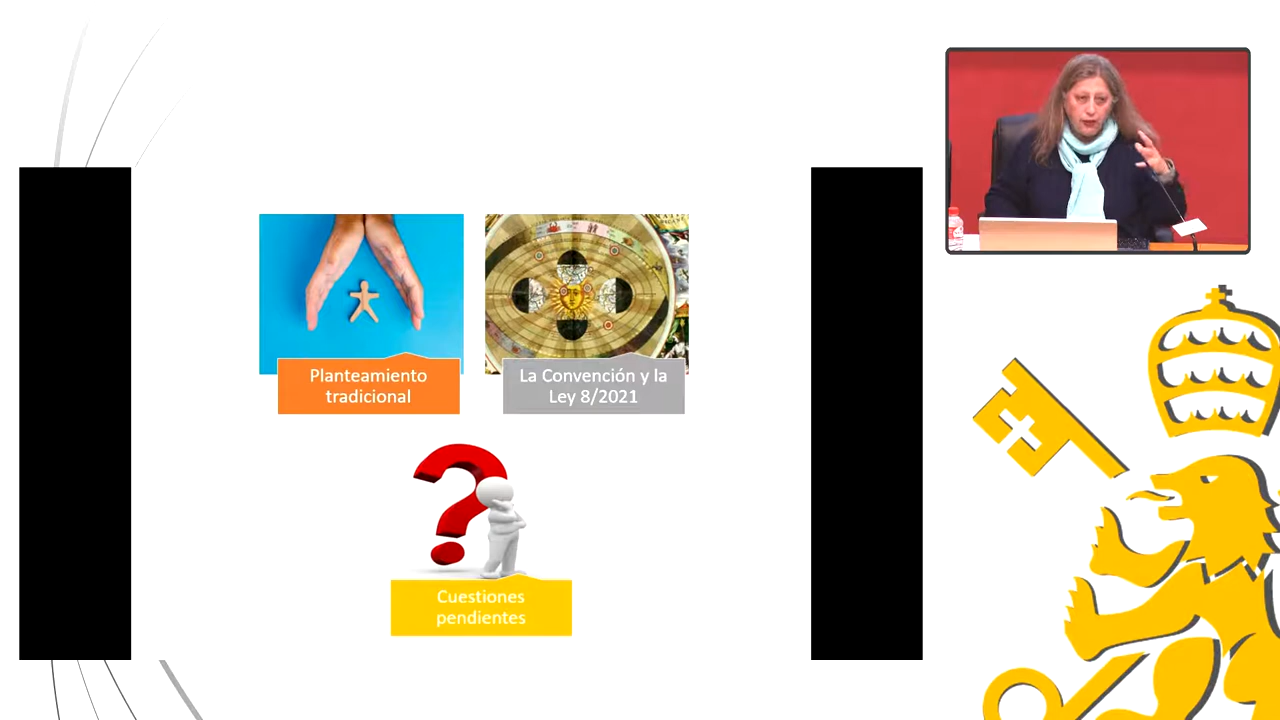 Planteamiento
tradicional
La Convención y la
Ley 8/2021
Cuestiones
pendientes